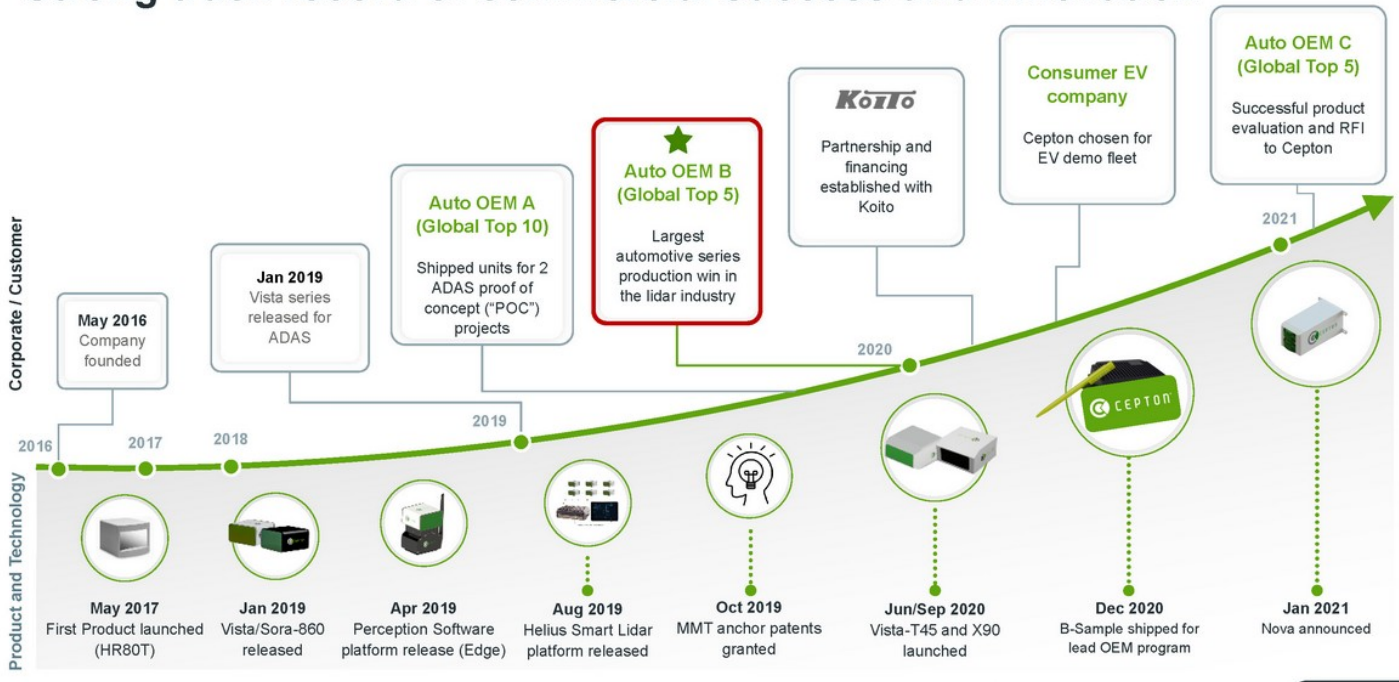 Corporate / Customer
Product and Technology
May 2016
Company
founded
Jan 2019
Vista series
released for
ADAS
Auto OEM A
(Global Top 10)
Shipped units for 2
ADAS proof of
concept (“POC”)
projects
Auto OEM B
(Global Top 5)
Largest
automotive series
production win in
the lidar industry
KOITO
Partnership and
financing
established with
Koito
Consumer EV
company
Cepton chosen for
EV demo fleet
Auto OEM C
(Global Top 5)
Successful product
evaluation and RFI
to Cepton
2016
2017
2018
2019
2020
2021
CEPTON
May 2017
First Product launched
(HR80T)
Jan 2019
Vista/Sora-860
released
Apr 2019
Perception Software
platform release (Edge)
Aug 2019
Helius Smart Lidar
platform released
Oct 2019
MMT anchor patents
granted
Jun/Sep 2020
Vista-T45 and X90
launched
Dec 2020
B-Sample shipped for
lead OEM program
Jan 2021
Nova announced